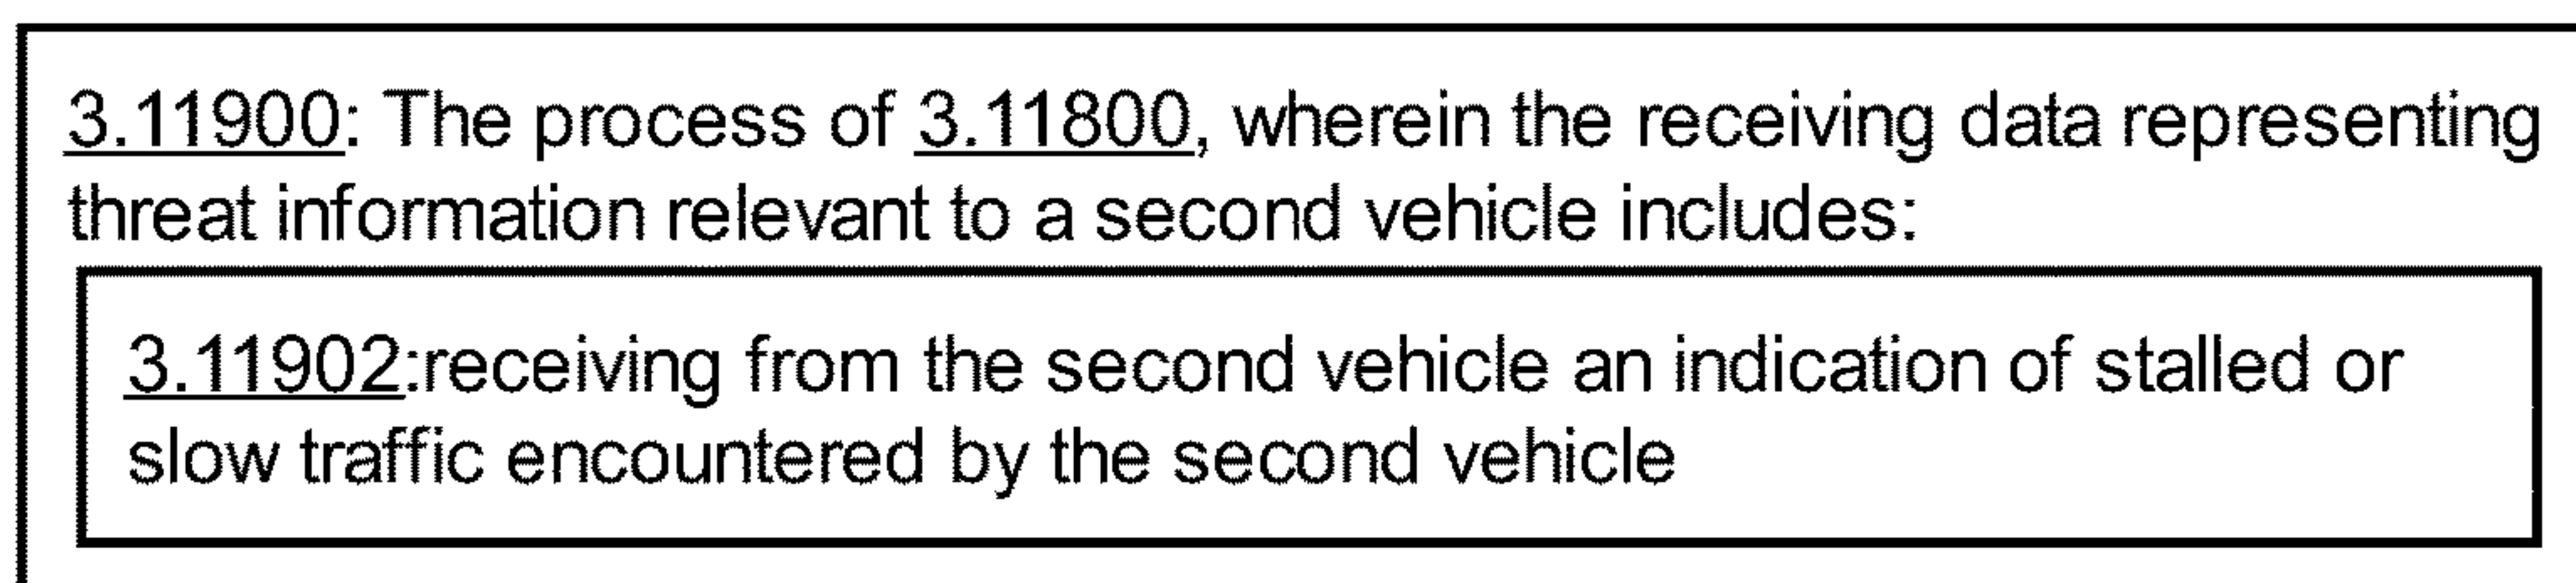 3.11900: The process of 3.11800, wherein the receiving data representing
threat information relevant to a second vehicle includes:
3.11902:receiving from the second vehicle an indication of stalled or
slow traffic encountered by the second vehicle